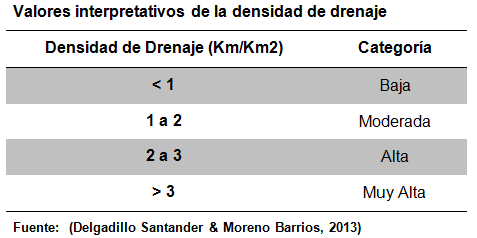 Valores interpretativos de la densidad de drenaje
Densidad de Drenaje (Km/Km2) Categoría
< 1 Baja
1 a 2 Moderada
2 a 3 Alta
> 3 Muy Alta
Fuente: (Delgadillo Santander & Moreno Barrios, 2013)